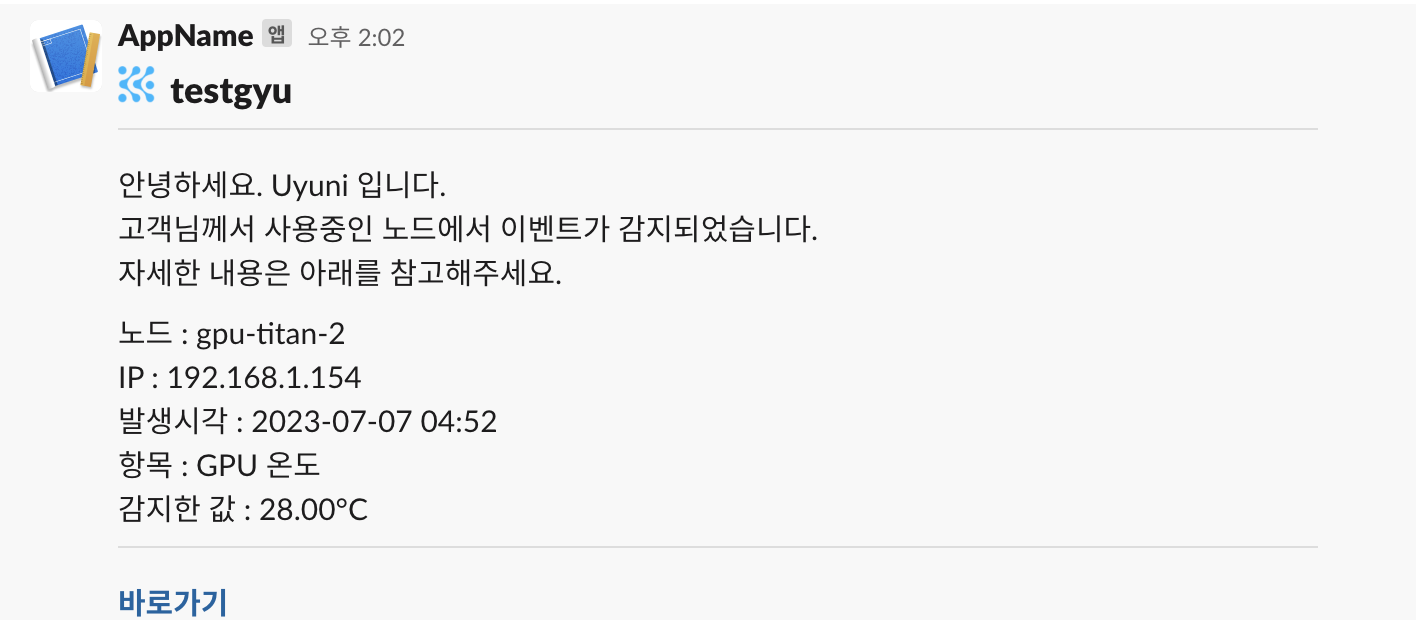 AppName 앱 오후 2:02
testgyu
안녕하세요. Uyuni 입니다.
고객님께서 사용중인 노드에서 이벤트가 감지되었습니다.
자세한 내용은 아래를 참고해주세요.
노드 : gpu-titan-2
IP : 192.168.1.154
발생시각 : 2023-07-07 04:52
항목 : GPU 온도
감지한 값 : 28.00°C
바로가기